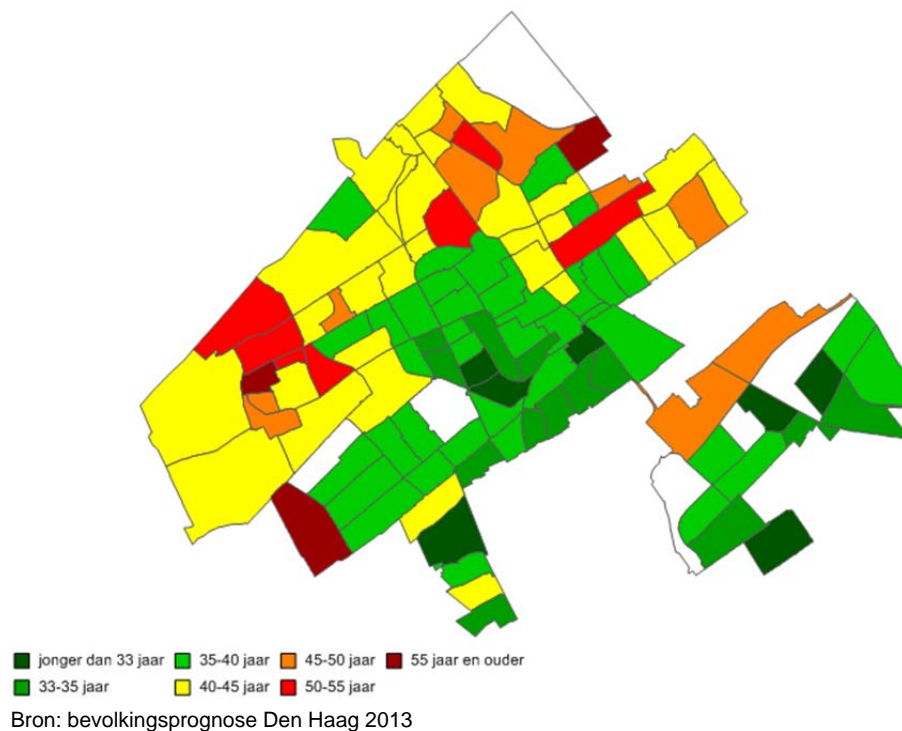 jonger dan 33 jaar 35-40 jaar 45-50 jaar 55 jaar en ouder
33-35 jaar 40-45 jaar 50-55 jaar
Bron: bevolkingsprognose Den Haag 2013